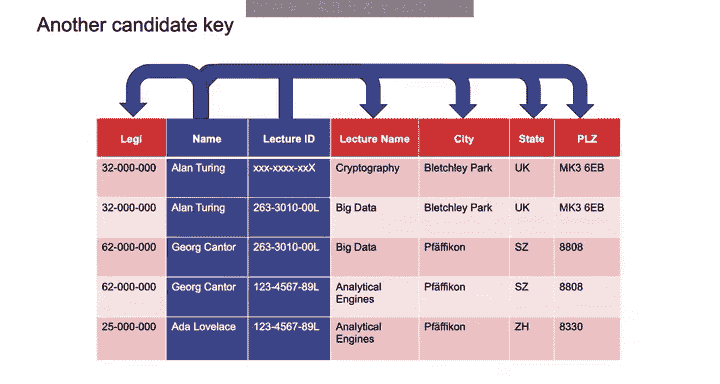 Another candidate key
Legi Name Lecture ID Lecture Name City State PLZ
32-000-000 Alan Turing xxx-xxxx-xxX Cryptography Bletchley Park UK MK3 6EB
32-000-000 Alan Turing 263-3010-00L Big Data Bletchley Park UK MK3 6EB
62-000-000 Georg Cantor 263-3010-00L Big Data Pfäffikon SZ 8808
62-000-000 Georg Cantor 123-4567-89L Analytical Engines Pfäffikon SZ 8808
25-000-000 Ada Lovelace 123-4567-89L Analytical Engines Pfäffikon ZH 8330